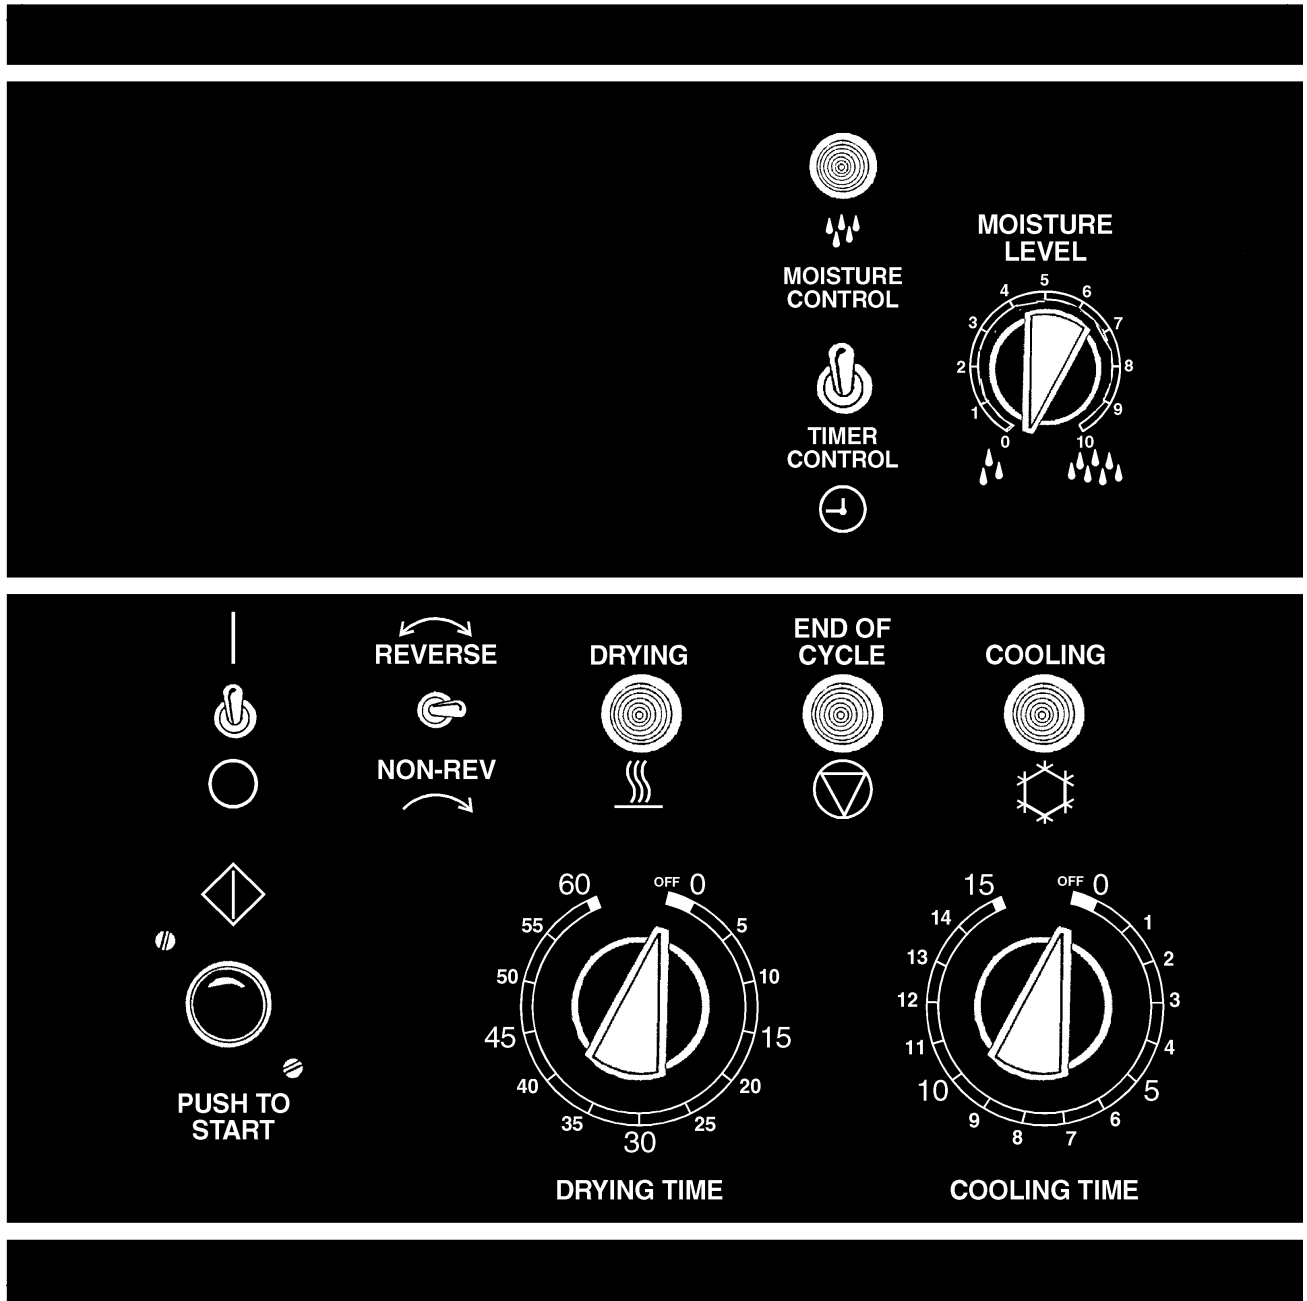 MOISTURE
LEVEL
MOISTURE
CONTROL
5
4
6
3
7
2
8
1
9
0
10
TIMER
CONTROL
REVERSE
NON-REV
DRYING
END OF
CYCLE
COOLING
PUSH TO
START
60
OFF 0
55
5
50
10
45
15
40
20
35
25
30
DRYING TIME
15
OFF 0
14
1
13
2
12
3
11
4
10
5
9
6
8
7
COOLING TIME